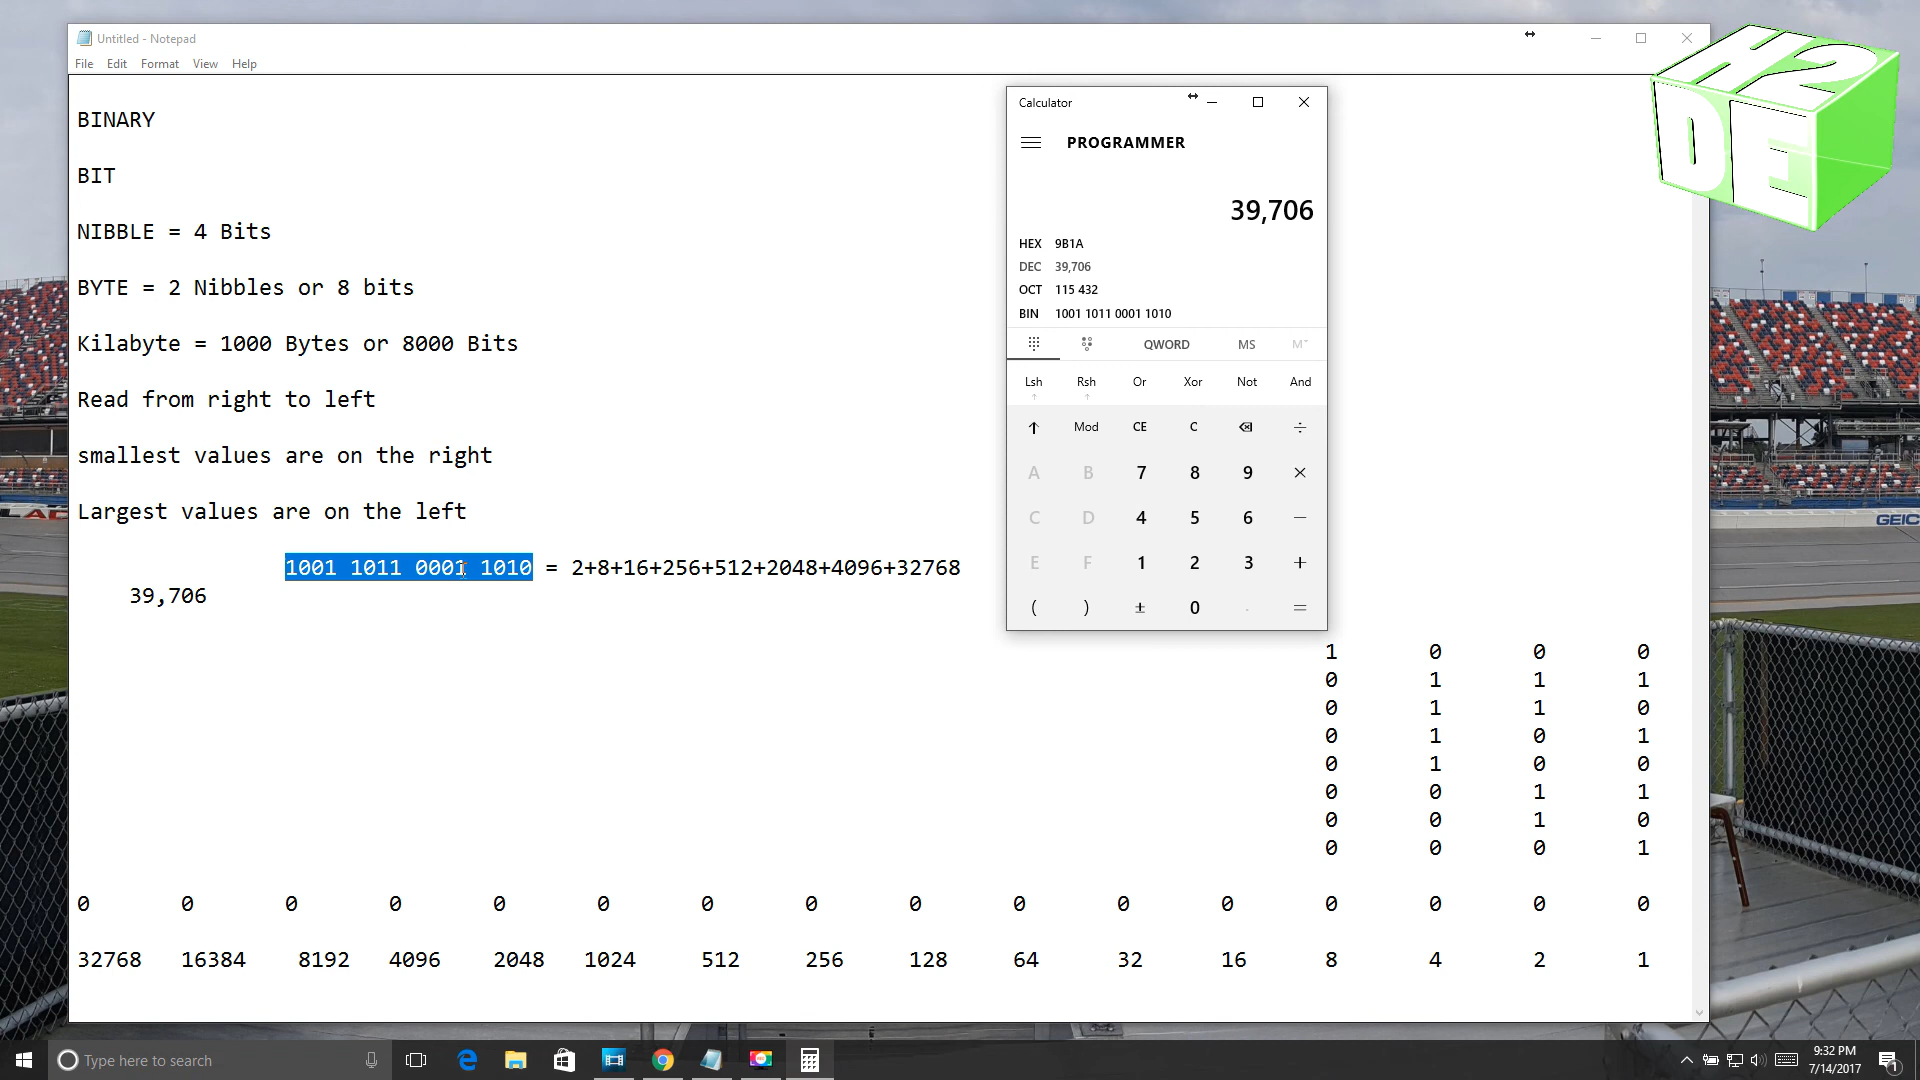 Untitled - Notepad
File Edit Format View Help
BINARY
BIT
NIBBLE = 4 Bits
BYTE = 2 Nibbles or 8 bits
Kilabyte = 1000 Bytes or 8000 Bits
Read from right to left
smallest values are on the right
Largest values are on the left
1001 1011 0001 1010 = 2+8+16+256+512+2048+4096+32768
39,706
1 0 0 0
0 1 1 1
0 1 1 0
0 1 0 1
0 1 0 0
0 0 1 1
0 0 1 0
0 0 0 1
0 0 0 0 0 0 0 0 0 0 0 0 0 0 0 0
32768 16384 8192 4096 2048 1024 512 256 128 64 32 16 8 4 2 1
Calculator
PROGRAMMER
39,706
HEX 9B1A
DEC 39,706
OCT 115 432
BIN 1001 1011 0001 1010
QWORD MS M
Lsh Rsh Or Xor Not And
↑ Mod CE C ÷
A B 7 8 9 ×
C D 4 5 6 −
E F 1 2 3 +
( ) ± 0 . =
H2
DE
GEICO
Type here to search
9:32 PM
7/14/2017
1